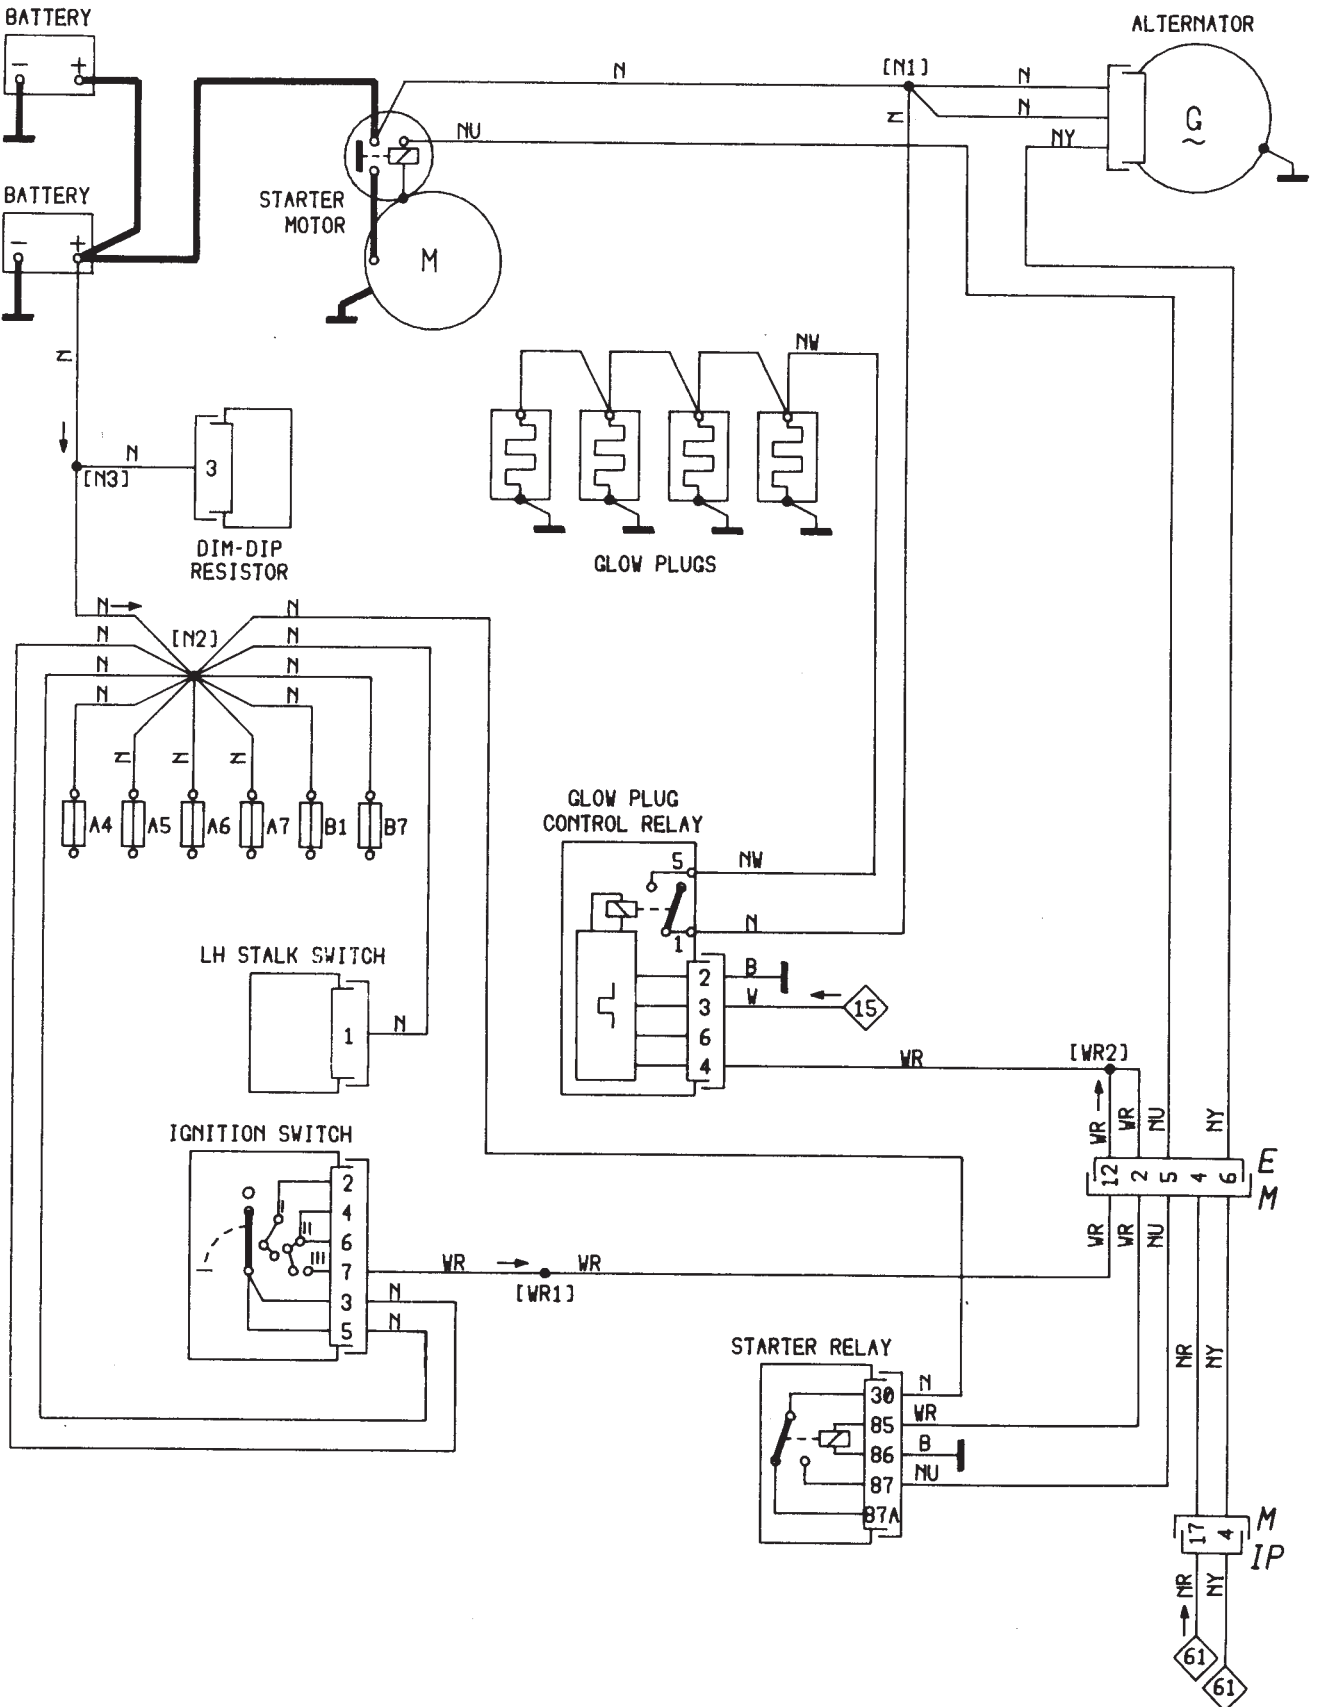 BATTERY
ALTERNATOR
− +
N
[N1]
N
N
N
NU
NY
G
~
BATTERY
− +
STARTER
MOTOR
M
N
NW
N
[N3]
3
DIM-DIP
RESISTOR
GLOW PLUGS
N
N
[N2]
N
N
N
N
N
N
N
N
N
A4
A5
A6
A7
B1
B7
GLOW PLUG
CONTROL RELAY
5
NW
1
N
LH STALK SWITCH
1
N
2
B
3
W
15
6
4
WR
[WR2]
WR
WR
NU
NY
IGNITION SWITCH
12
2
5
4
6
E
M
2
4
6
7
3
5
I
II
III
WR
[WR1]
WR
N
N
WR
WR
NU
NR
NY
STARTER RELAY
30
N
85
WR
86
B
87
NU
87A
17
4
M
IP
NR
NY
61
61